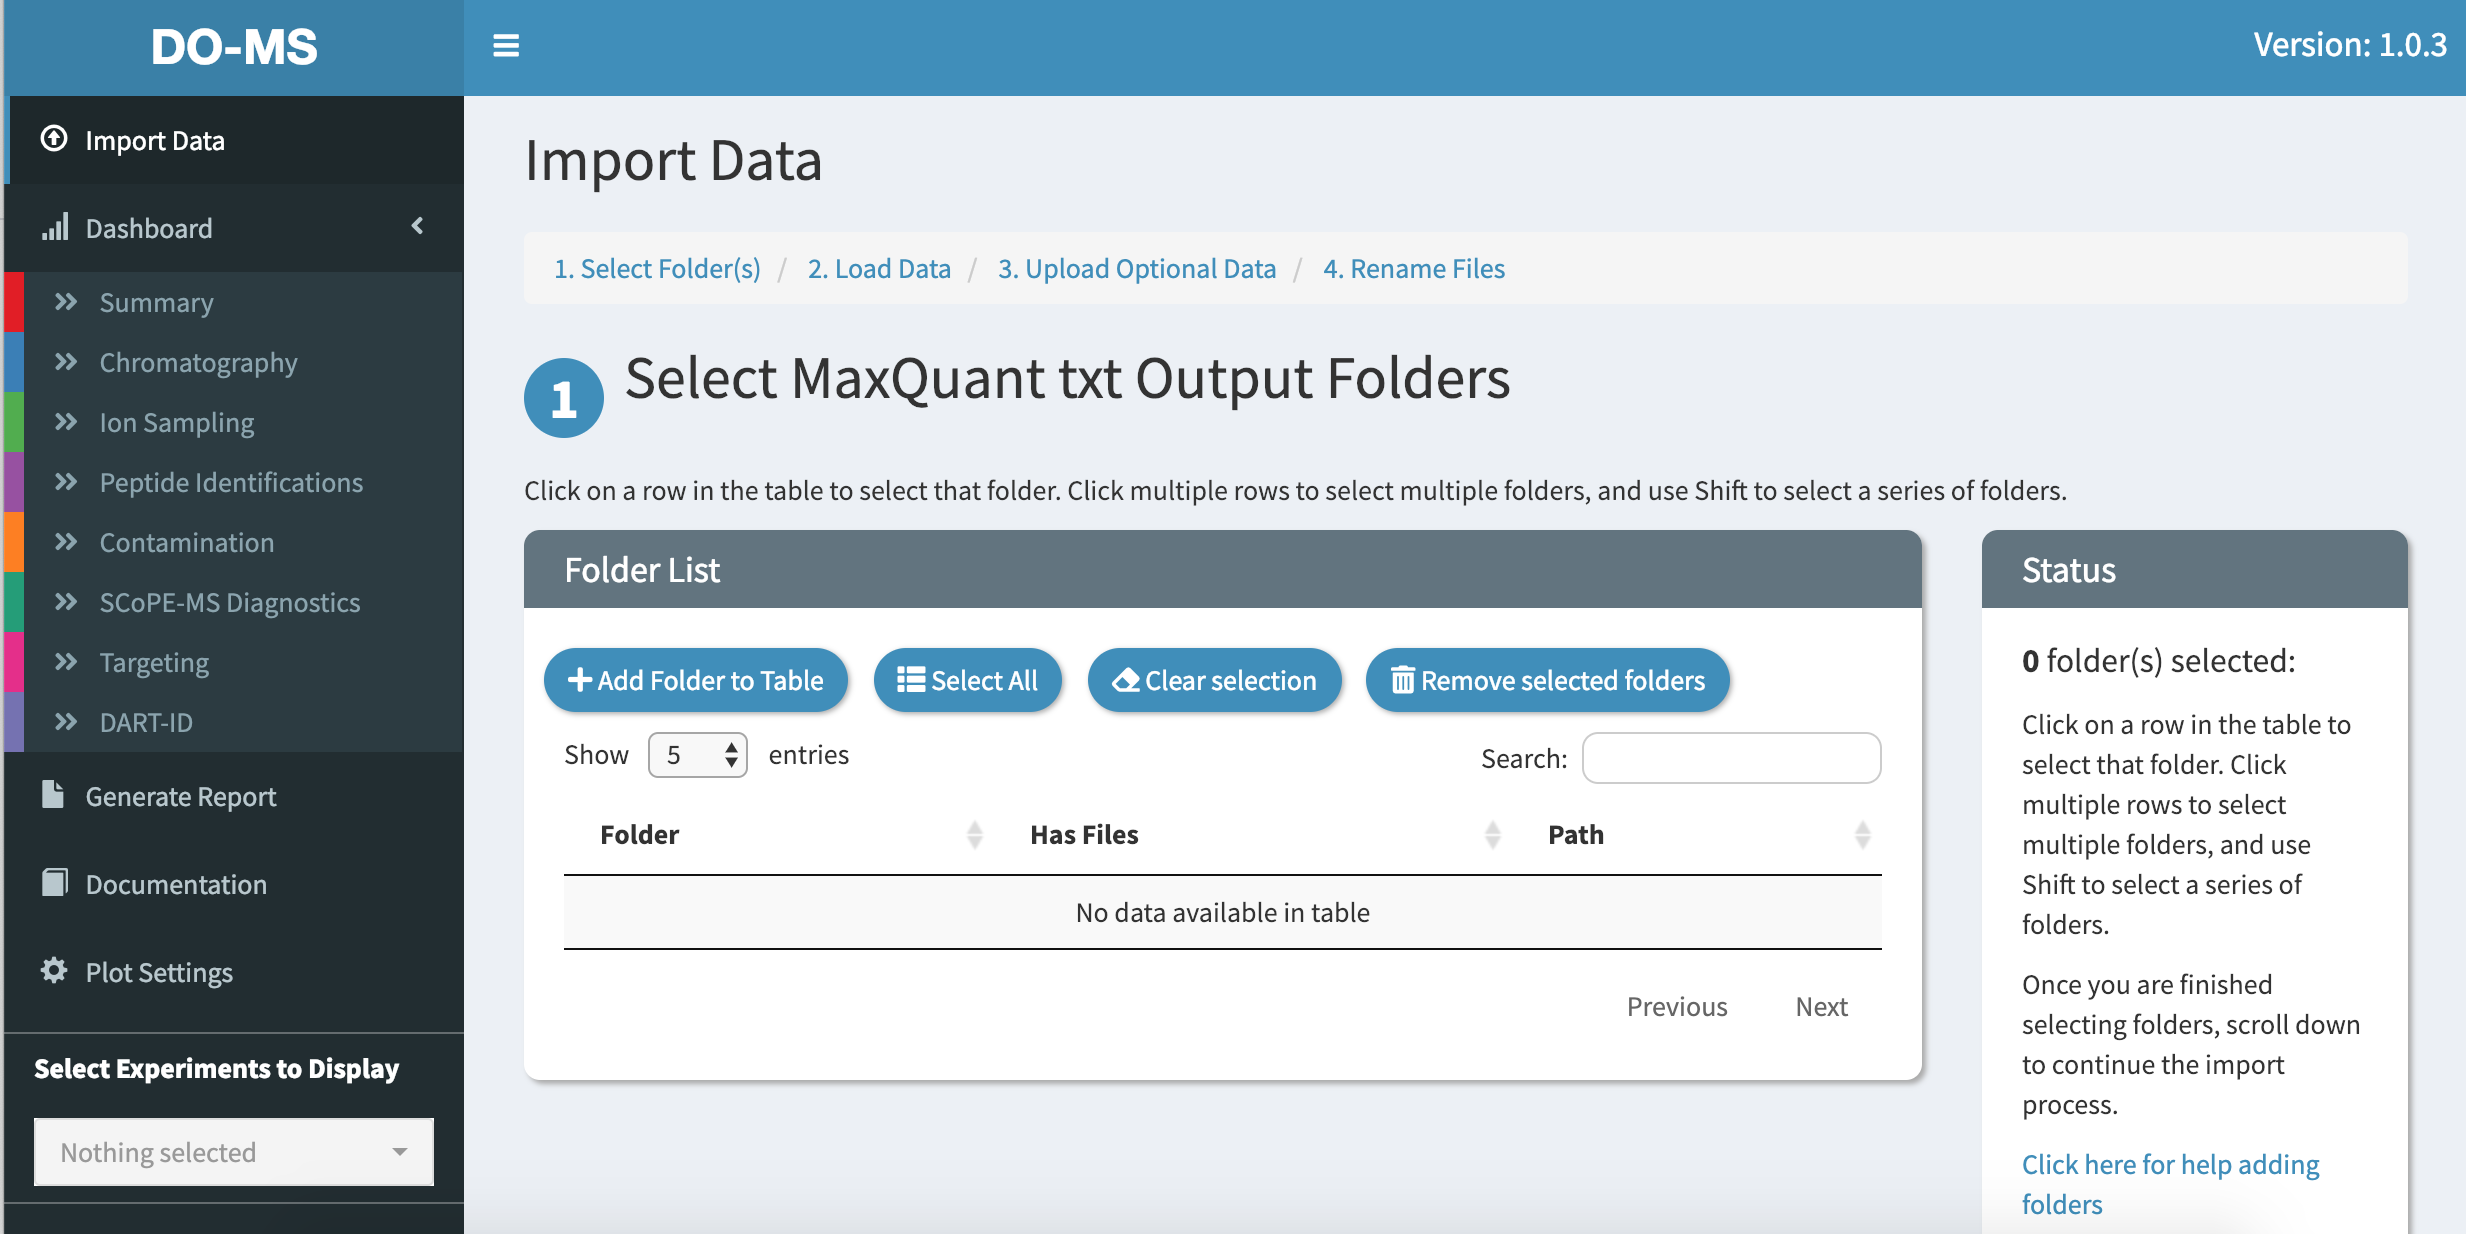 DO-MS
Version: 1.0.3
Import Data
Dashboard
Summary
Chromatography
Ion Sampling
Peptide Identifications
Contamination
SCoPE-MS Diagnostics
Targeting
DART-ID
Generate Report
Documentation
Plot Settings
Select Experiments to Display
Nothing selected
Import Data
1. Select Folder(s) / 2. Load Data / 3. Upload Optional Data / 4. Rename Files
1 Select MaxQuant txt Output Folders
Click on a row in the table to select that folder. Click multiple rows to select multiple folders, and use Shift to select a series of folders.
Folder List
Add Folder to Table Select All Clear selection Remove selected folders
Show 5 entries Search:
Folder Has Files Path
No data available in table
Previous Next
Status
0 folder(s) selected:
Click on a row in the table to
select that folder. Click
multiple rows to select
multiple folders, and use
Shift to select a series of
folders.
Once you are finished
selecting folders, scroll down
to continue the import
process.
Click here for help adding
folders